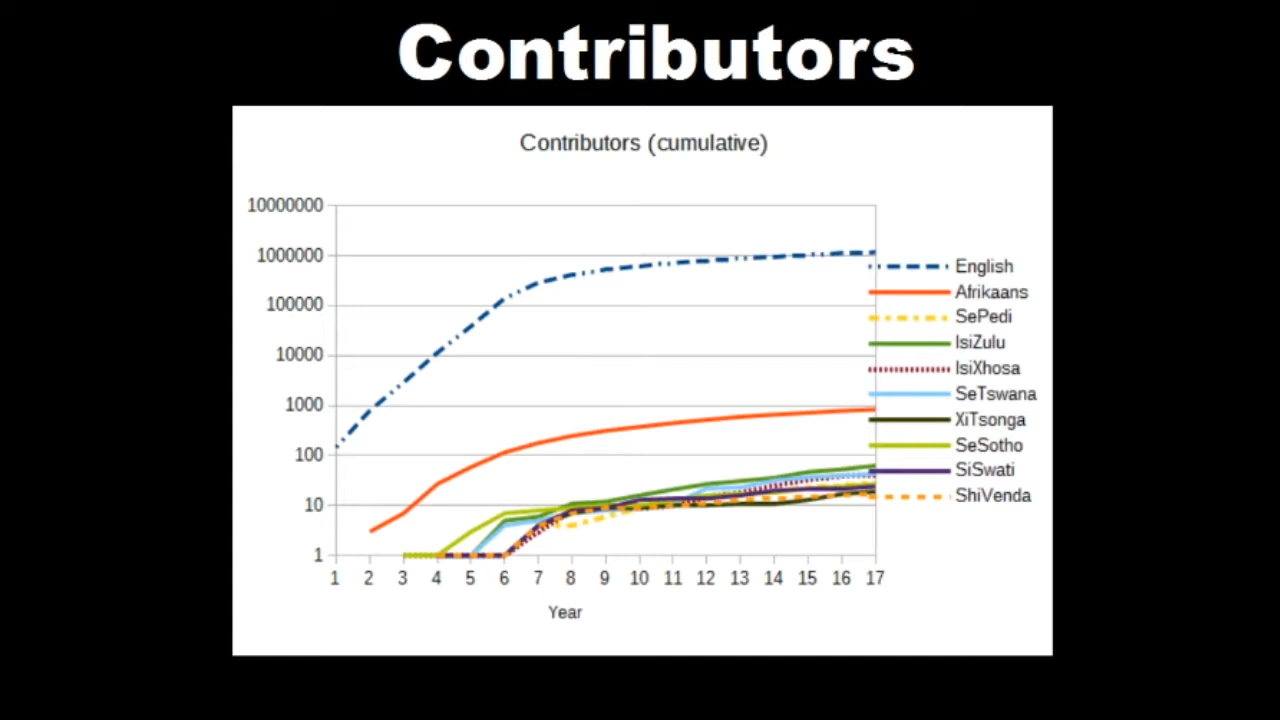 Contributors
Contributors (cumulative)
10000000
1000000
100000
10000
1000
100
10
1
1 2 3 4 5 6 7 8 9 10 11 12 13 14 15 16 17
Year
English
Afrikaans
SePedi
IsiZulu
IsiXhosa
SeTswana
XiTsonga
SeSotho
SiSwati
ShiVenda